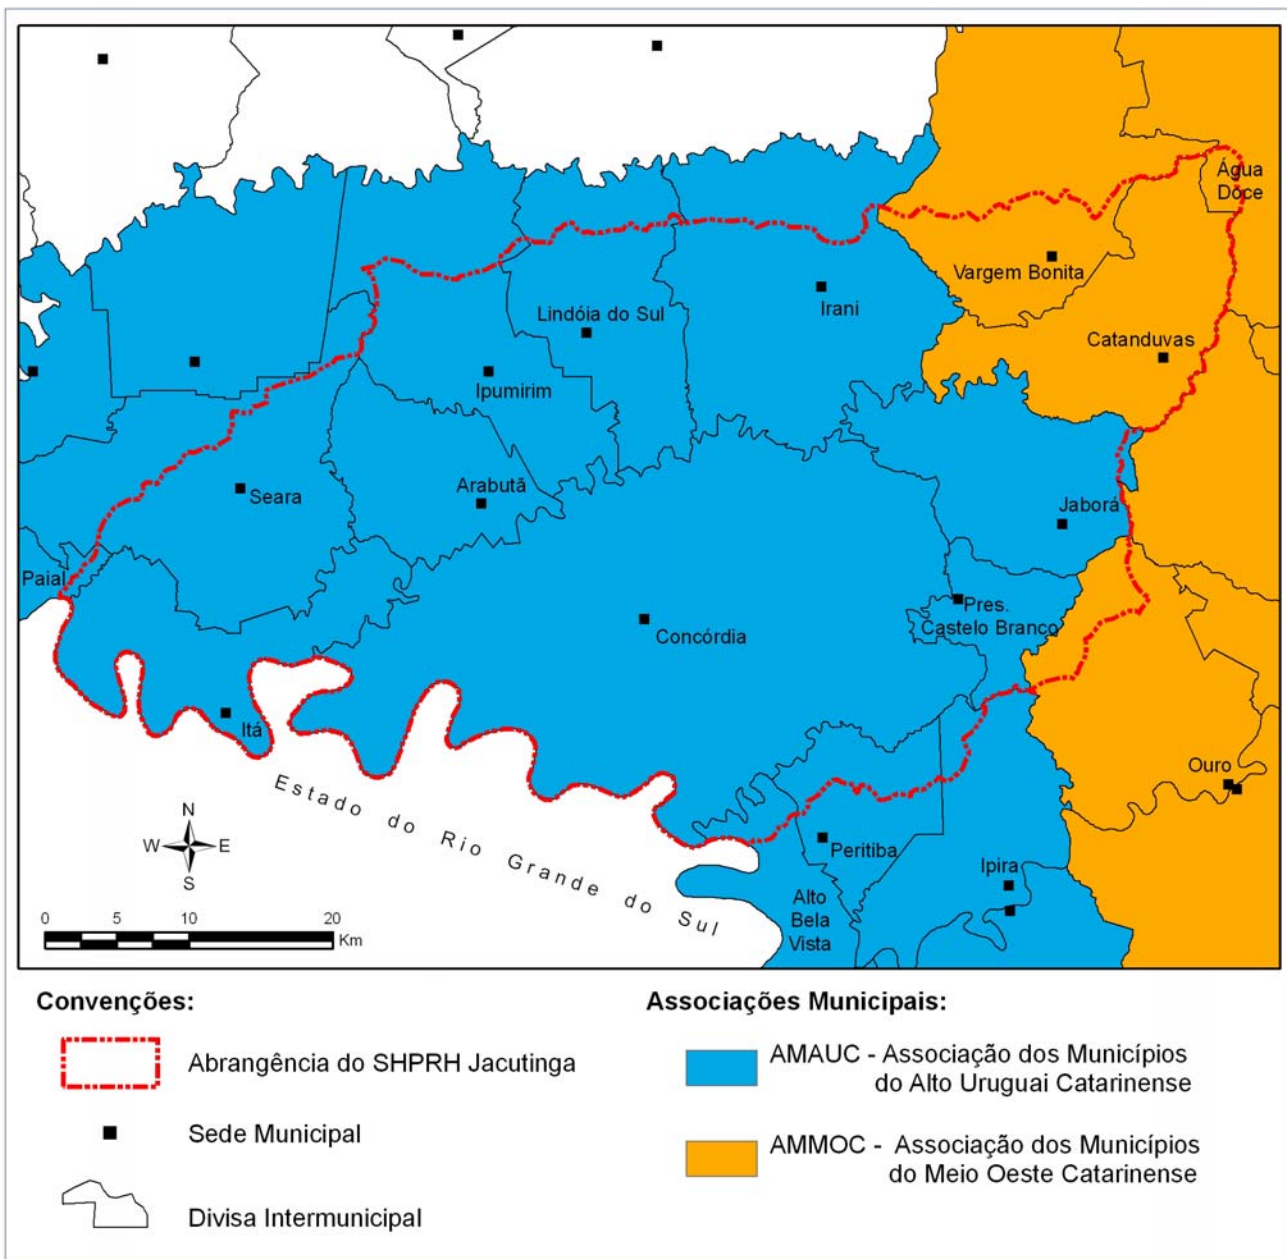 Água
Doce
Vargem Bonita
Irani
Lindóia do Sul
Catanduvas
Ipumirim
Arabutã
Seara
Jaborá
Paial
Pres.
Castelo Branco
Concórdia
Itá
Ouro
Estado do Rio Grande do Sul
N
W E
S
Peritiba
Ipira
Alto
Bela
Vista
0 5 10 20
Km
Convenções:
Abrangência do SHPRH Jacutinga
Sede Municipal
Divisa Intermunicipal
Associações Municipais:
AMAUC - Associação dos Municípios
do Alto Uruguai Catarinense
AMMOC - Associação dos Municípios
do Meio Oeste Catarinense